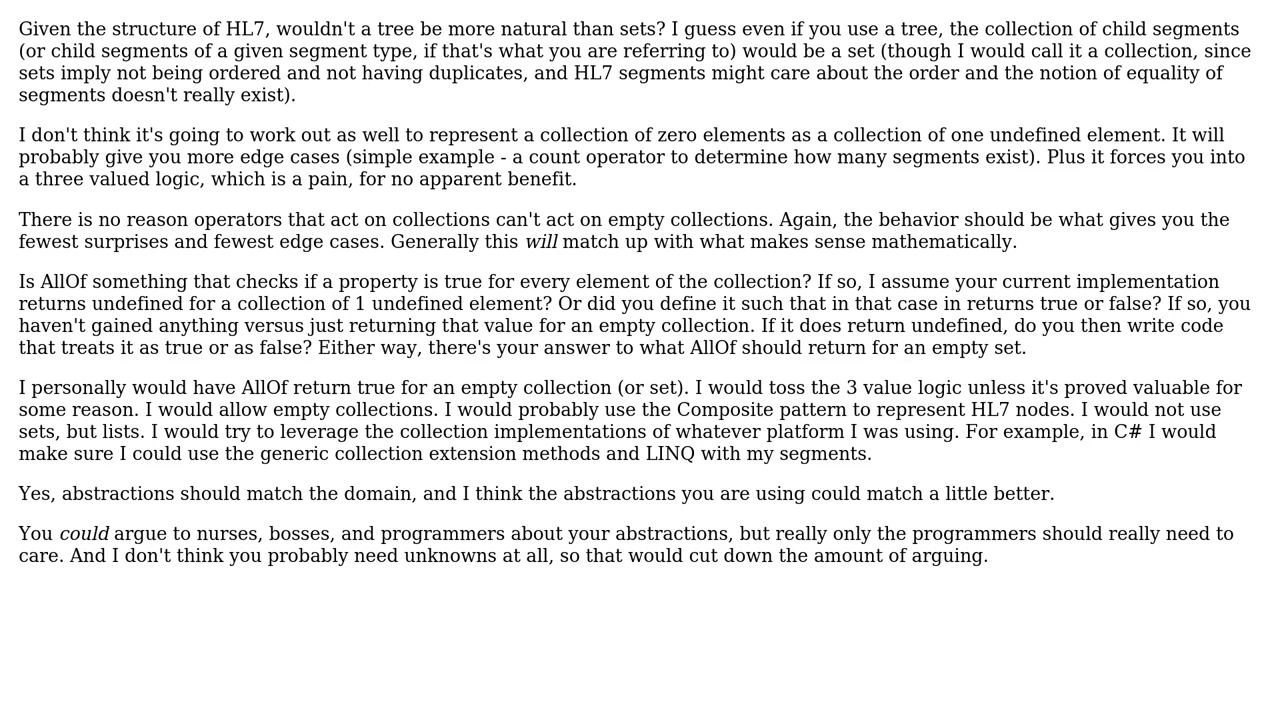 Given the structure of HL7, wouldn't a tree be more natural than sets? I guess even if you use a tree, the collection of child segments
(or child segments of a given segment type, if that's what you are referring to) would be a set (though I would call it a collection, since
sets imply not being ordered and not having duplicates, and HL7 segments might care about the order and the notion of equality of
segments doesn't really exist).
I don't think it's going to work out as well to represent a collection of zero elements as a collection of one undefined element. It will
probably give you more edge cases (simple example - a count operator to determine how many segments exist). Plus it forces you into
a three valued logic, which is a pain, for no apparent benefit.
There is no reason operators that act on collections can't act on empty collections. Again, the behavior should be what gives you the
fewest surprises and fewest edge cases. Generally this will match up with what makes sense mathematically.
Is AllOf something that checks if a property is true for every element of the collection? If so, I assume your current implementation
returns undefined for a collection of 1 undefined element? Or did you define it such that in that case in returns true or false? If so, you
haven't gained anything versus just returning that value for an empty collection. If it does return undefined, do you then write code
that treats it as true or as false? Either way, there's your answer to what AllOf should return for an empty set.
I personally would have AllOf return true for an empty collection (or set). I would toss the 3 value logic unless it's proved valuable for
some reason. I would allow empty collections. I would probably use the Composite pattern to represent HL7 nodes. I would not use
sets, but lists. I would try to leverage the collection implementations of whatever platform I was using. For example, in C# I would
make sure I could use the generic collection extension methods and LINQ with my segments.
Yes, abstractions should match the domain, and I think the abstractions you are using could match a little better.
You could argue to nurses, bosses, and programmers about your abstractions, but really only the programmers should really need to
care. And I don't think you probably need unknowns at all, so that would cut down the amount of arguing.